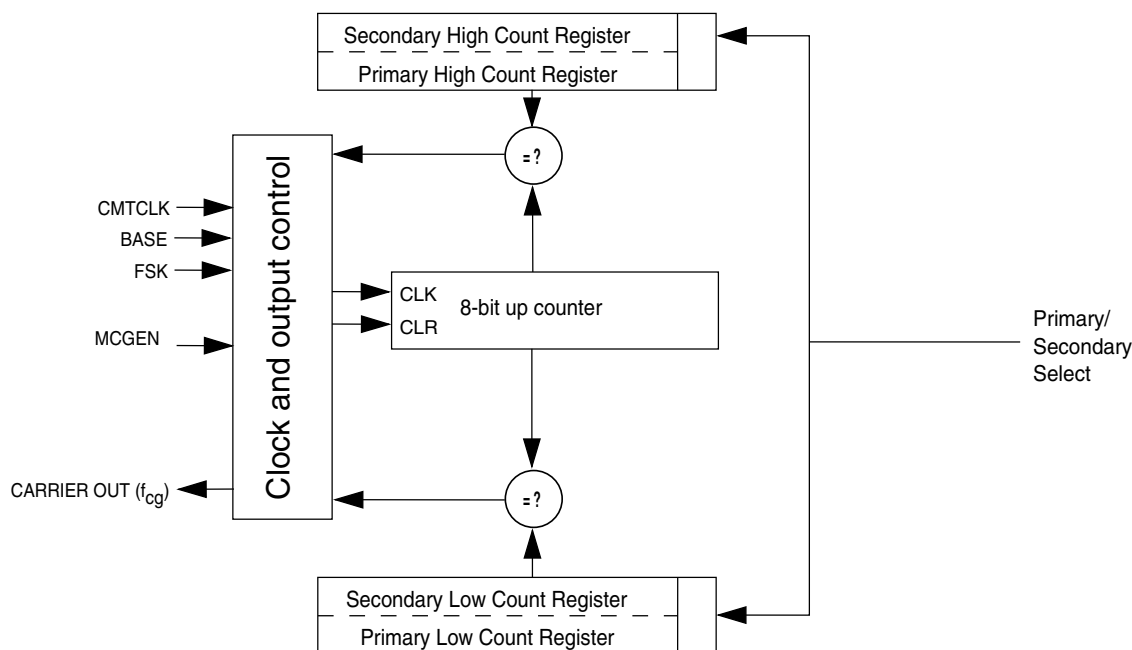 Secondary High Count Register
Primary High Count Register
= ?
Clock and output control
CMTCLK
BASE
FSK
MCGEN
CARRIER OUT (fcg)
CLK
8-bit up counter
CLR
Primary/
Secondary
Select
= ?
Secondary Low Count Register
Primary Low Count Register